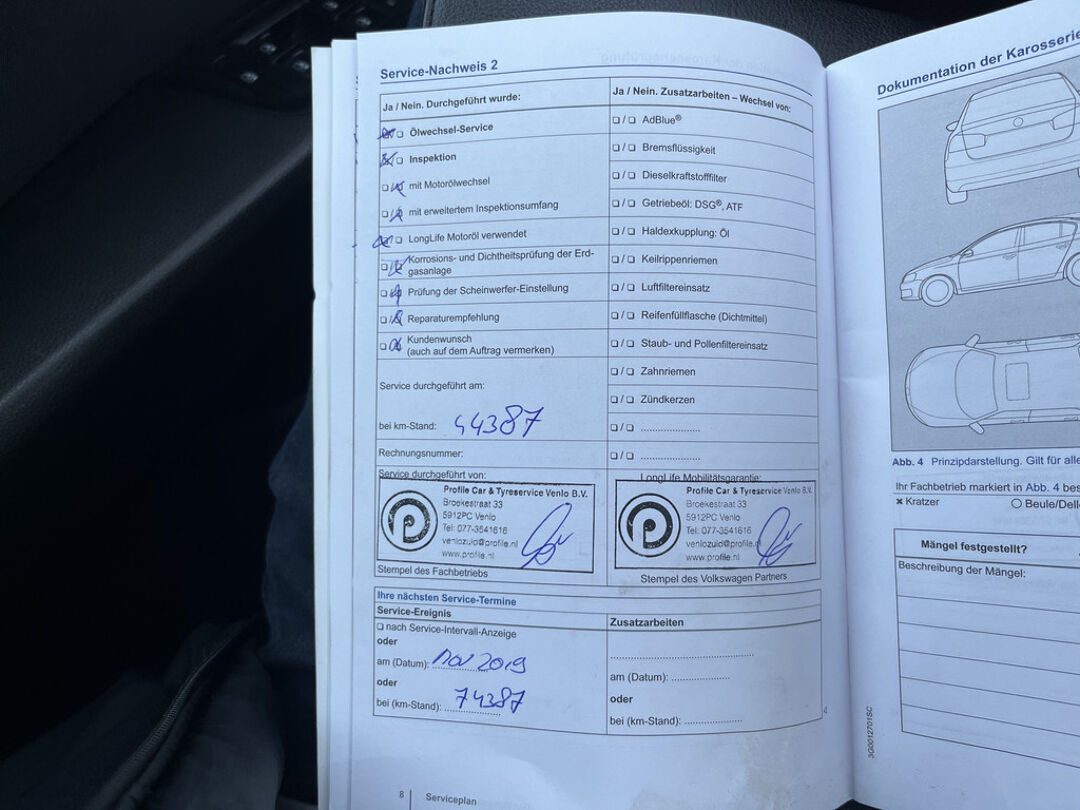 Service-Nachweis 2
Ja / Nein. Durchgeführt wurde:
❑ Ölwechsel-Service
❑ Inspektion
❑ / mit Motorölwechsel
❑ / mit erweitertem Inspektionsumfang
❑ LongLife Motoröl verwendet
❑ / Korrosions- und Dichtheitsprüfung der Erd-
gasanlage
❑ / Prüfung der Scheinwerfer-Einstellung
❑ / Reparaturempfehlung
❑ Kundenwunsch
(auch auf dem Auftrag vermerken)
Service durchgeführt am:
bei km-Stand: 44387
Rechnungsnummer:
Service durchgeführt von:
Profile Car & Tyreservice Venlo B.V.
Broekestraat 33
5912PC Venlo
Tel: 077-3541616
venlozuid@profile.nl
www.profile.nl
Stempel des Fachbetriebs
Ja / Nein. Zusatzarbeiten – Wechsel von:
❑ / ❑ AdBlue®
❑ / ❑ Bremsflüssigkeit
❑ / ❑ Dieselkraftstofffilter
❑ / ❑ Getriebeöl: DSG®, ATF
❑ / ❑ Haldexkupplung: Öl
❑ / ❑ Keilrippenriemen
❑ / ❑ Luftfiltereinsatz
❑ / ❑ Reifenfüllflasche (Dichtmittel)
❑ / ❑ Staub- und Pollenfiltereinsatz
❑ / ❑ Zahnriemen
❑ / ❑ Zündkerzen
❑ / ❑ .....................
❑ / ❑ .....................
LongLife Mobilitätsgarantie:
Profile Car & Tyreservice Venlo B.V.
Broekestraat 33
5912PC Venlo
Tel: 077-3541616
venlozuid@profile.nl
www.profile.nl
Stempel des Volkswagen Partners
Ihre nächsten Service-Termine
Service-Ereignis
❑ nach Service-Intervall-Anzeige
oder
am (Datum): nov 2019
oder
bei (km-Stand): 74387
Zusatzarbeiten
am (Datum): ..................
oder
bei (km-Stand): ..................
8 Serviceplan
Dokumentation der Karosserie
Abb. 4 Prinzipdarstellung. Gilt für alle
Ihr Fachbetrieb markiert in Abb. 4
× Kratzer ○ Beule/
Mängel festgestellt?
Beschreibung der Mängel:
3G0012701SC